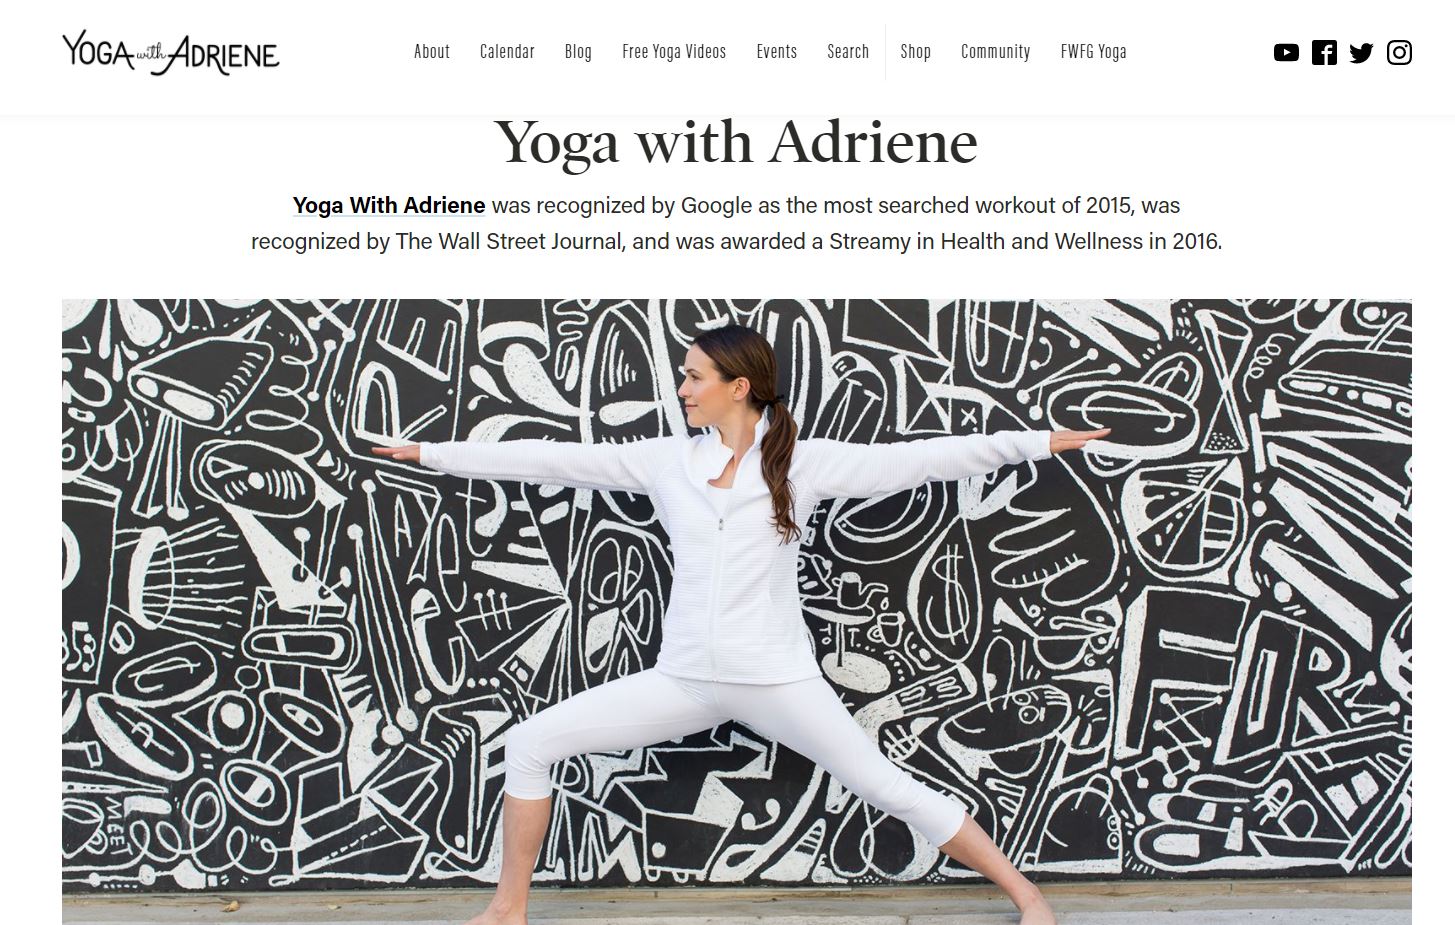 YOGA with ADRIENE
About Calendar Blog Free Yoga Videos Events Search Shop Community FWFG Yoga
Yoga with Adriene
Yoga With Adriene was recognized by Google as the most searched workout of 2015, was
recognized by The Wall Street Journal, and was awarded a Streamy in Health and Wellness in 2016.
MEET
FOR